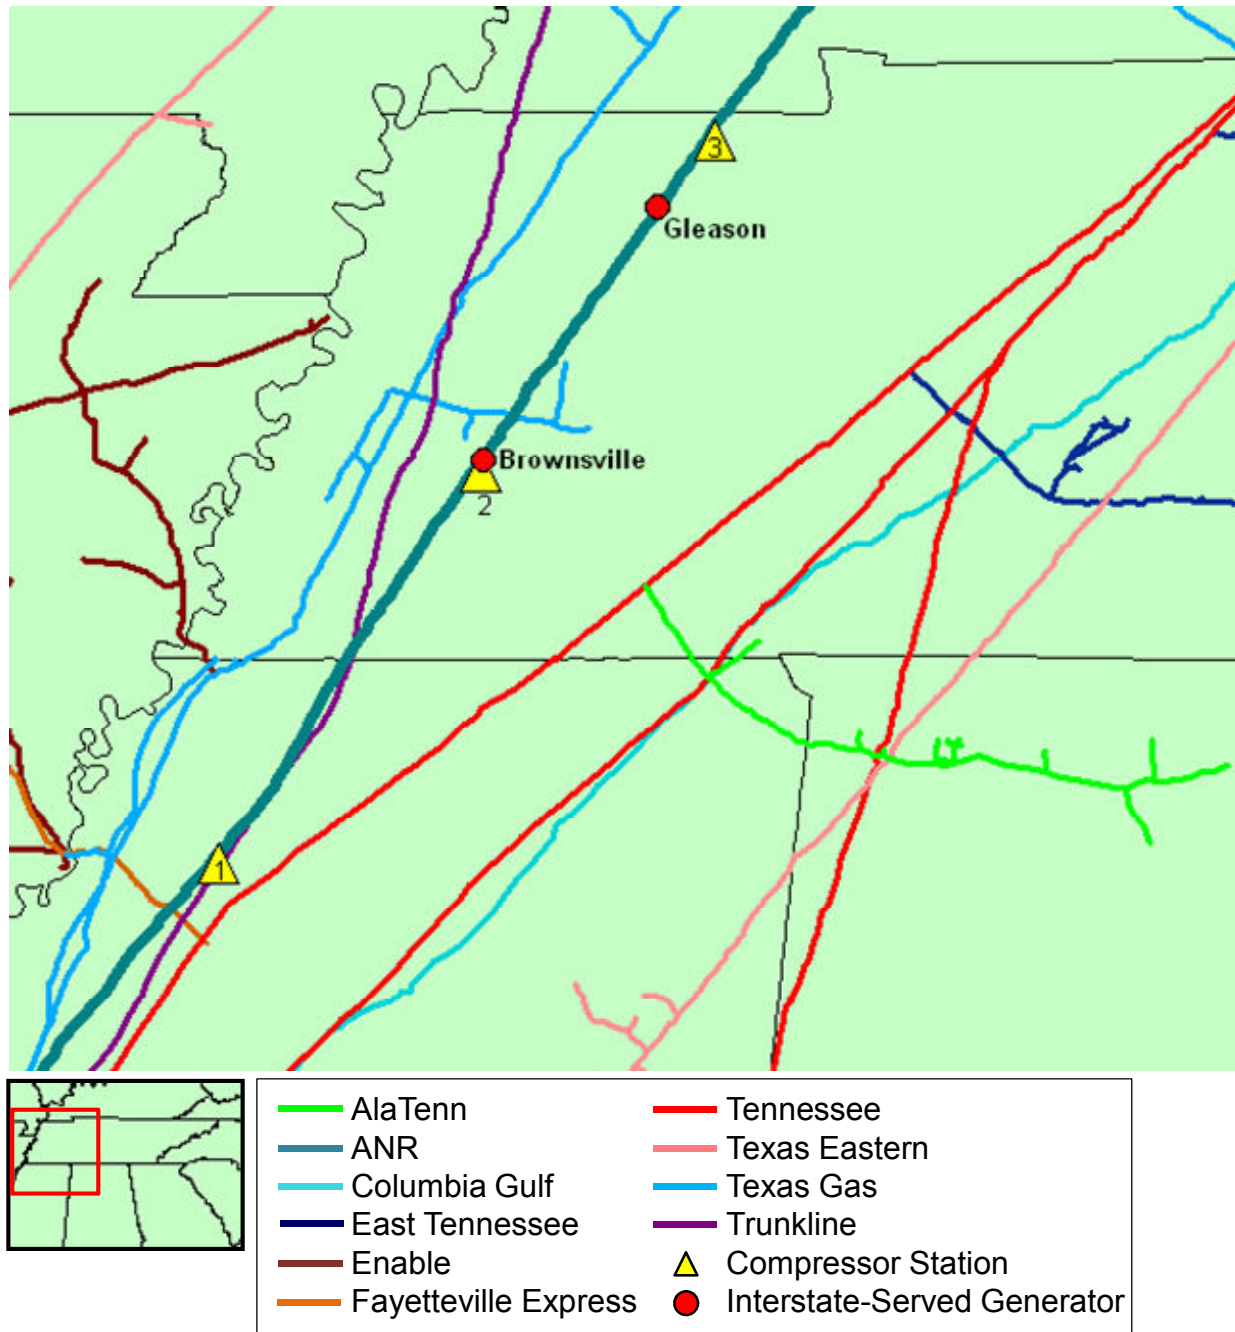 3
Gleason
Brownsville
2
1
AlaTenn
ANR
Columbia Gulf
East Tennessee
Enable
Fayetteville Express
Tennessee
Texas Eastern
Texas Gas
Trunkline
Compressor Station
Interstate-Served Generator